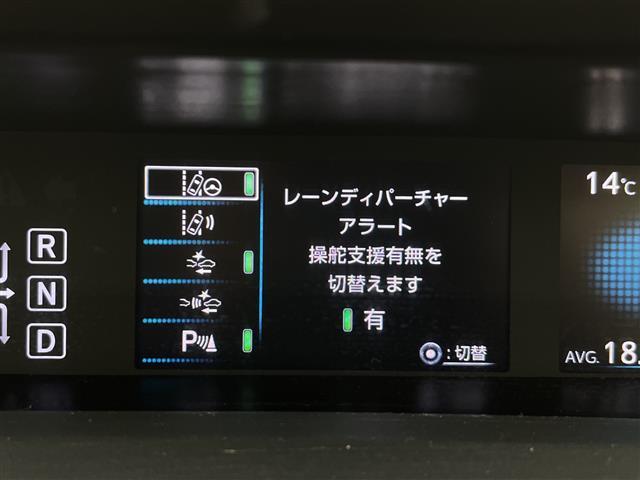 レーンディパーチャー
アラート
操舵支援有無を
切替えます
有
:切替
R
N
D
P
14℃
AVG. 18.